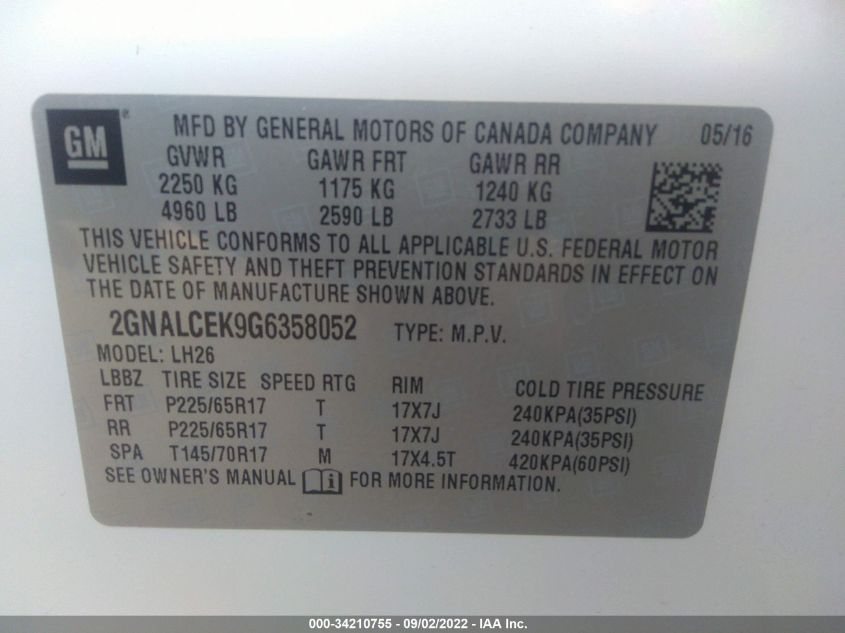 GM ® MFD BY GENERAL MOTORS OF CANADA COMPANY 05/16
GVWR GAWR FRT GAWR RR
2250 KG 1175 KG 1240 KG
4960 LB 2590 LB 2733 LB
THIS VEHICLE CONFORMS TO ALL APPLICABLE U.S. FEDERAL MOTOR
VEHICLE SAFETY AND THEFT PREVENTION STANDARDS IN EFFECT ON
THE DATE OF MANUFACTURE SHOWN ABOVE.
2GNALCEK9G6358052 TYPE: M.P.V.
MODEL: LH26
LBBZ TIRE SIZE SPEED RTG RIM COLD TIRE PRESSURE
FRT P225/65R17 T 17X7J 240KPA(35PSI)
RR P225/65R17 T 17X7J 240KPA(35PSI)
SPA T145/70R17 M 17X4.5T 420KPA(60PSI)
SEE OWNER'S MANUAL FOR MORE INFORMATION.
000-34210755 - 09/02/2022 - IAA Inc.